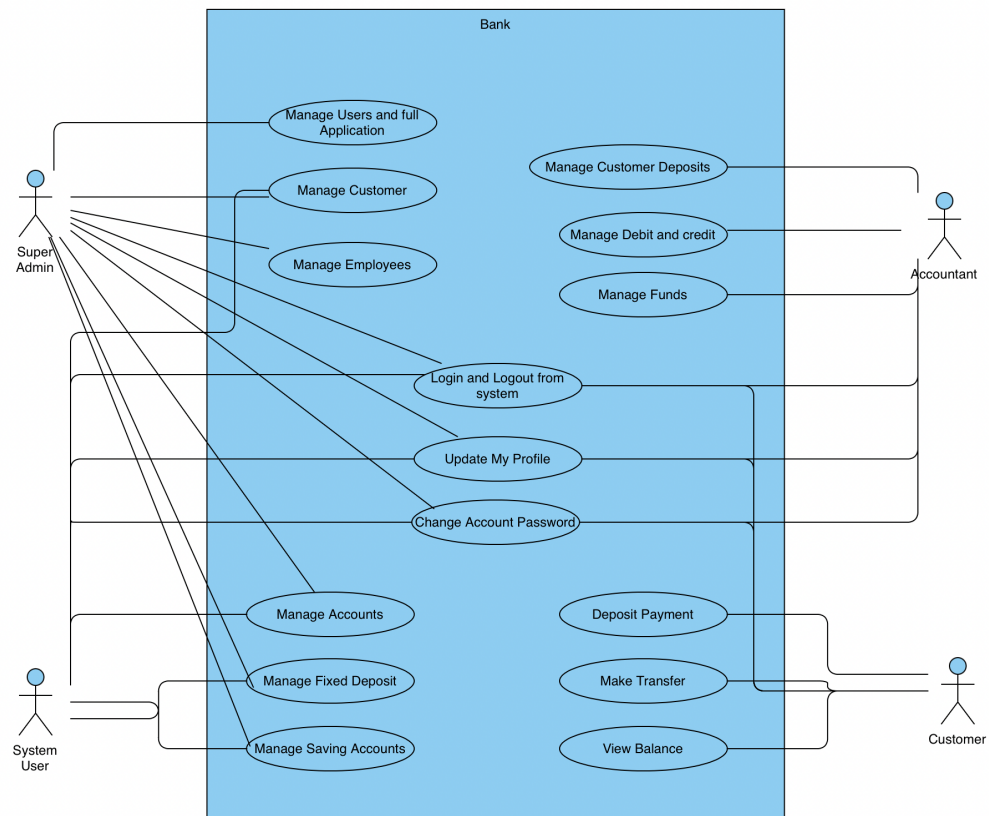 Bank
Manage Users and full
Application
Manage Customer
Manage Employees
Manage Customer Deposits
Manage Debit and credit
Manage Funds
Super
Admin
Accountant
Login and Logout from
system
Update My Profile
Change Account Password
Manage Accounts
Manage Fixed Deposit
Manage Saving Accounts
Deposit Payment
Make Transfer
View Balance
System
User
Customer